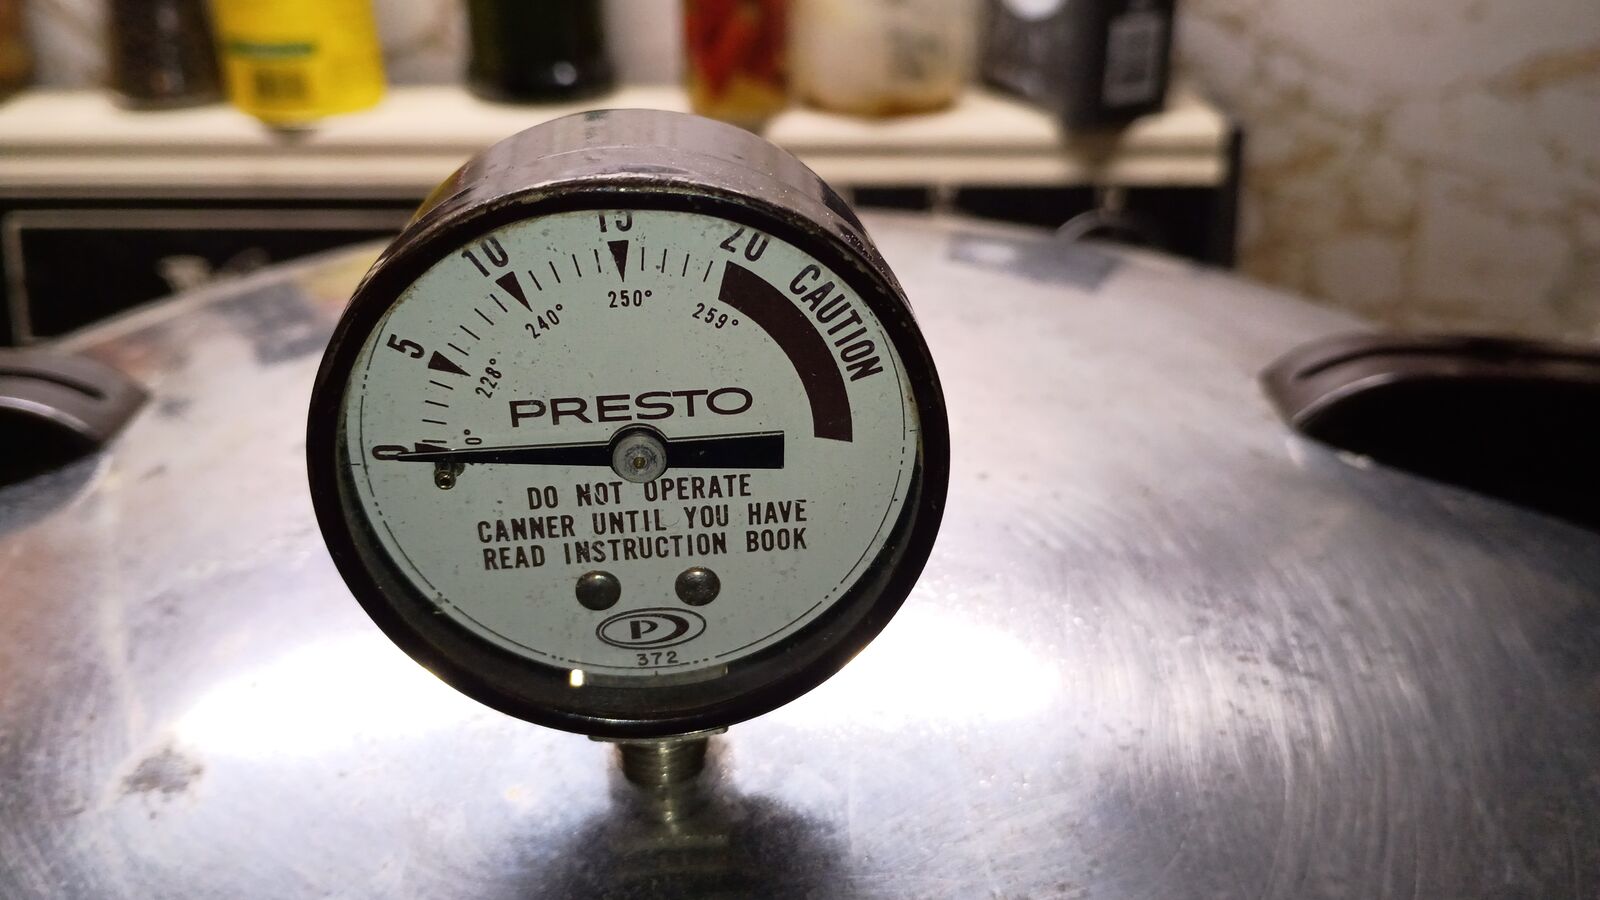 0
5
10
15
20
CAUTION
0°
228°
240°
250°
259°
PRESTO
DO NOT OPERATE
CANNER UNTIL YOU HAVE
READ INSTRUCTION BOOK
P
372